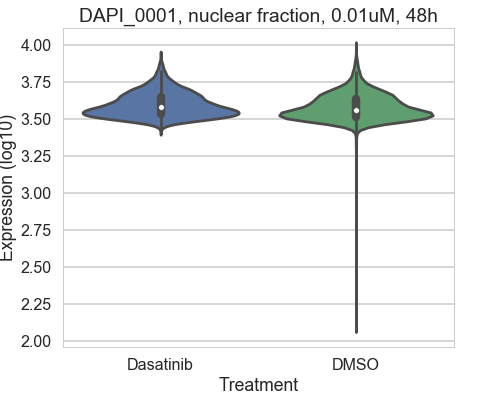 DAPI_0001, nuclear fraction, 0.01uM, 48h
Expression (log10)
4.00
3.75
3.50
3.25
3.00
2.75
2.50
2.25
2.00
Dasatinib DMSO
Treatment